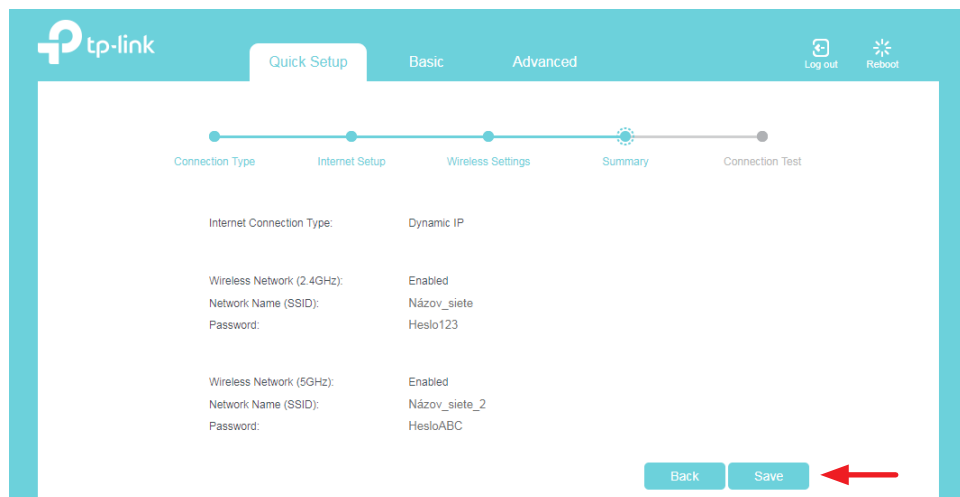 tp-link
Quick Setup Basic Advanced Log out Reboot
Connection Type Internet Setup Wireless Settings Summary Connection Test
Internet Connection Type: Dynamic IP
Wireless Network (2.4GHz): Enabled
Network Name (SSID): Názov_siete
Password: Heslo123
Wireless Network (5GHz): Enabled
Network Name (SSID): Názov_siete_2
Password: HesloABC
Back Save